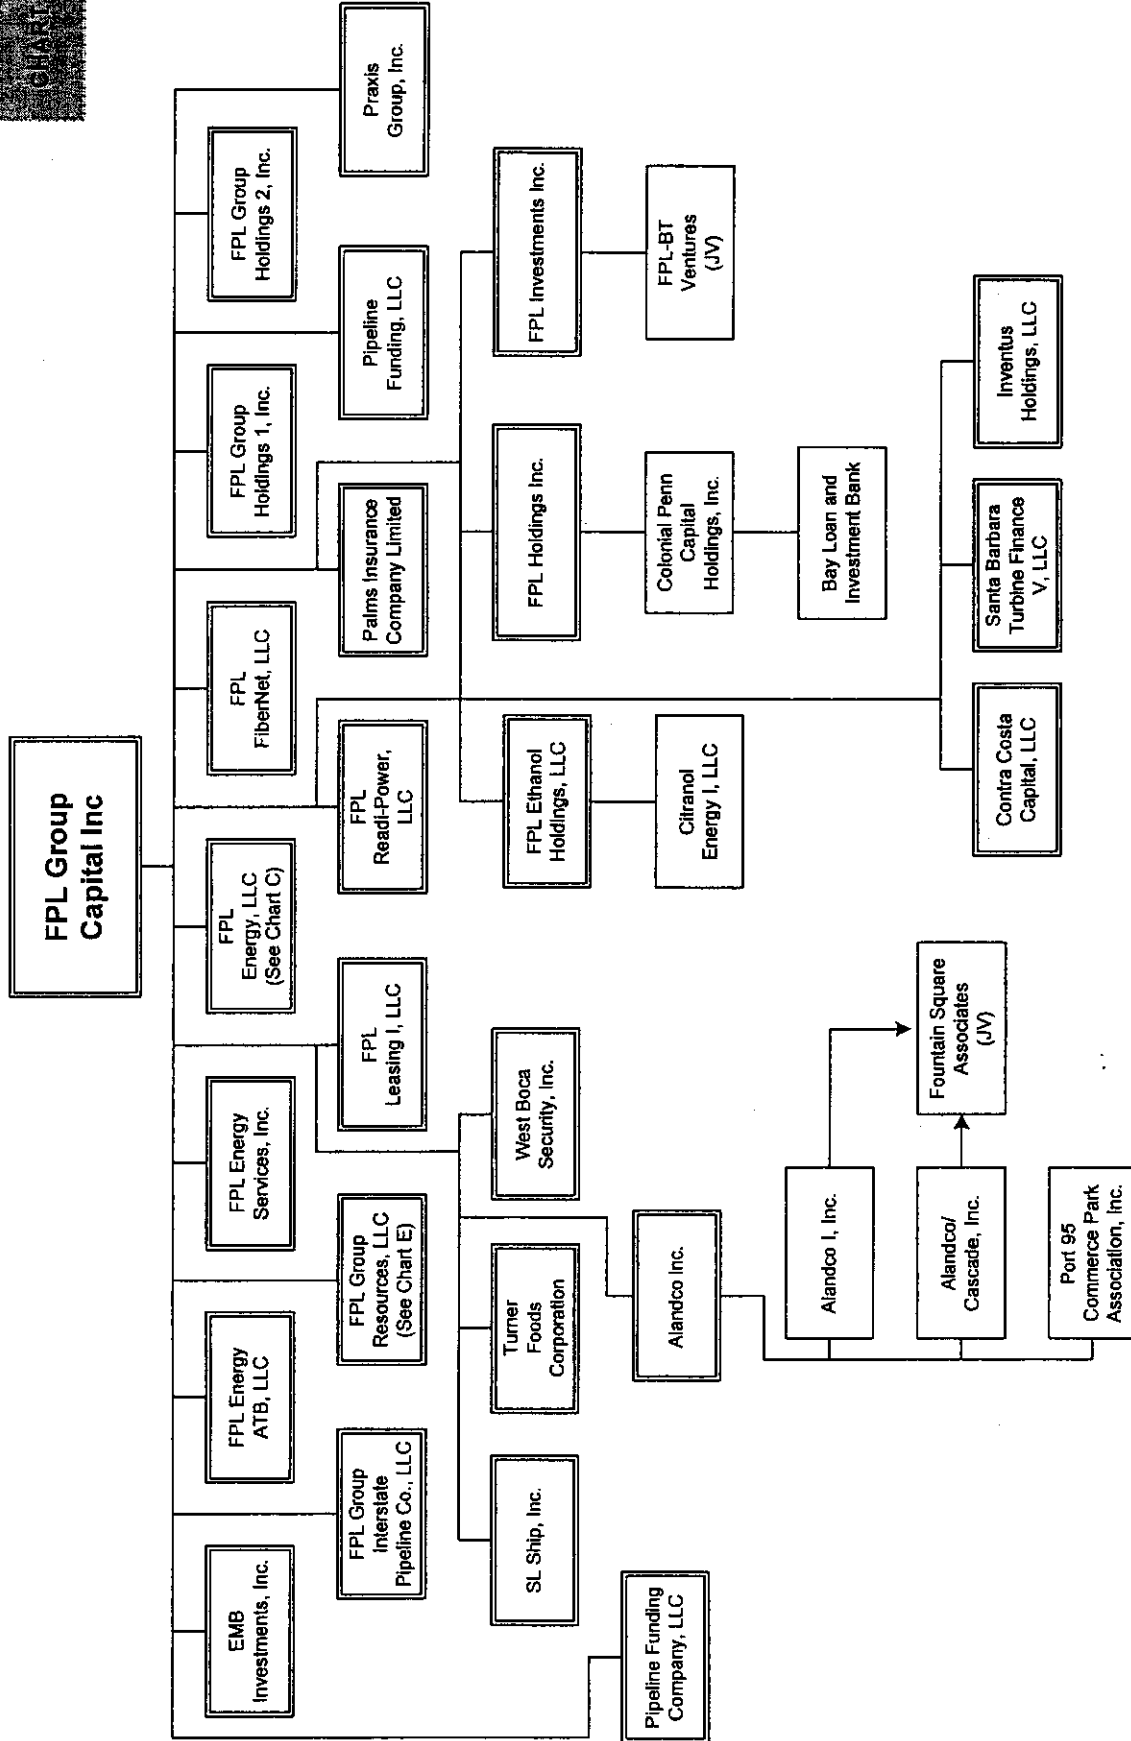 CHART
FPL Group
Capital Inc
EMB
Investments, Inc.
FPL Energy
ATB, LLC
FPL Energy
Services, Inc.
FPL
Energy, LLC
(See Chart C)
FPL
FiberNet, LLC
FPL Group
Holdings 1, Inc.
FPL Group
Holdings 2, Inc.
FPL Group
Interstate
Pipeline Co., LLC
FPL Group
Resources, LLC
(See Chart E)
FPL
Leasing I, LLC
FPL
Readi-Power,
LLC
Palms Insurance
Company Limited
Pipeline
Funding, LLC
Praxis
Group, Inc.
SL Ship, Inc.
Turner
Foods
Corporation
West Boca
Security, Inc.
FPL Ethanol
Holdings, LLC
FPL Holdings Inc.
FPL Investments Inc.
Pipeline Funding
Company, LLC
Alandco Inc.
Citranol
Energy I, LLC
Colonial Penn
Capital
Holdings, Inc.
FPL-BT
Ventures
(JV)
Alandco I, Inc.
Bay Loan and
Investment Bank
Alandco/
Cascade, Inc.
Fountain Square
Associates
(JV)
Contra Costa
Capital, LLC
Santa Barbara
Turbine Finance
V, LLC
Inventus
Holdings, LLC
Port 95
Commerce Park
Association, Inc.